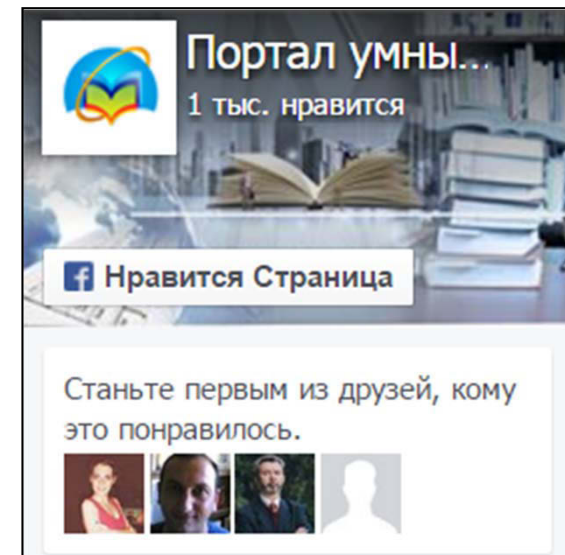 Портал умны...
1 тыс. нравится
Нравится Страница
Станьте первым из друзей, кому
это понравилось.